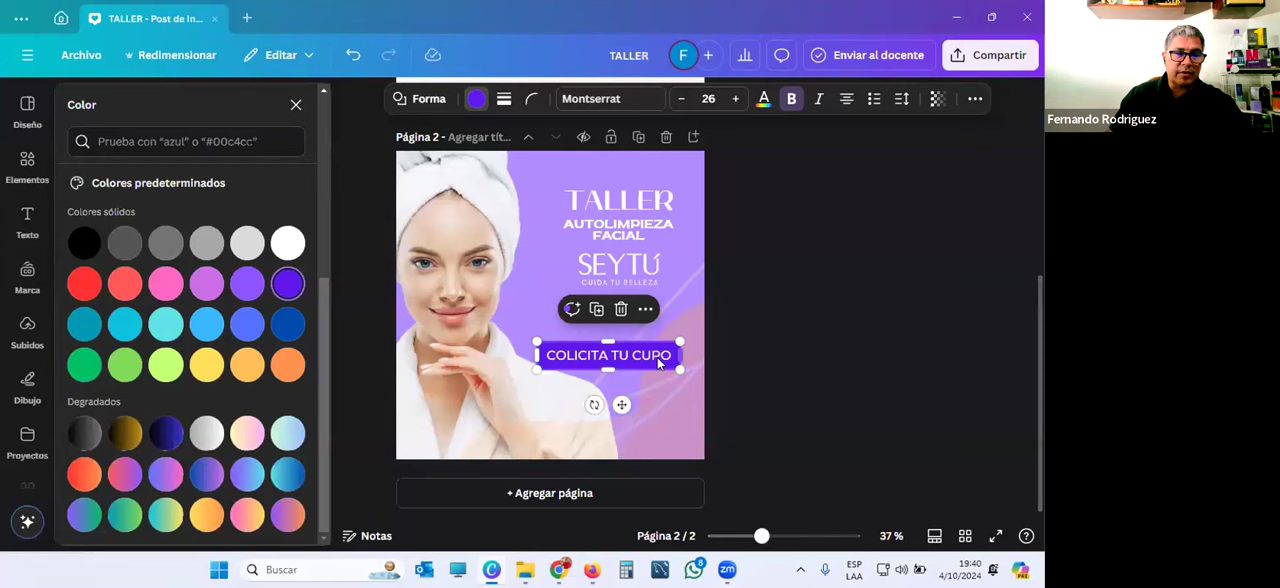 TALLER - Post de In...
Archivo
Redimensionar
Editar
TALLER
F
Enviar al docente
Compartir
Diseño
Elementos
Texto
Marca
Subidos
Dibujo
Proyectos
Color
Prueba con "azul" o "#00c4cc"
Colores predeterminados
Colores sólidos
Degradados
Forma
Montserrat
− 26 +
A
B
I
Página 2 - Agregar tít...
TALLER
AUTOLIMPIEZA
FACIAL
SEYTÚ
CUIDA TU BELLEZA
COLICITA TU CUPO
+ Agregar página
Notas
Página 2 / 2
37 %
Fernando Rodriguez
Buscar
8
zm
ESP
LAA
19:40
4/10/2024
PRE